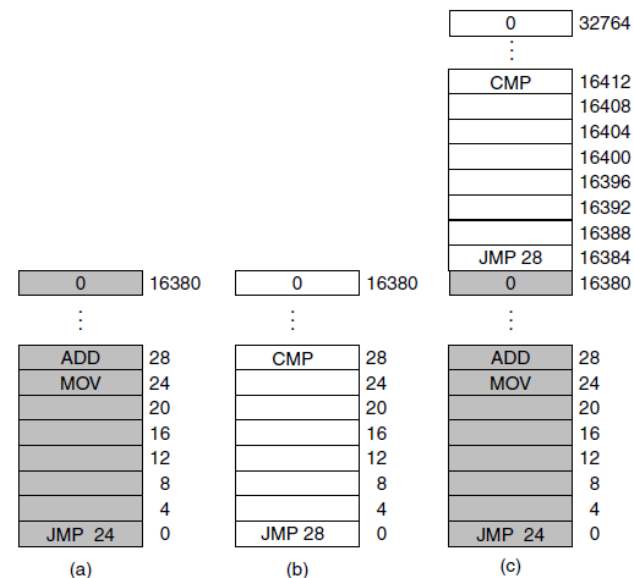 0 32764
⋮
CMP 16412
16408
16404
16400
16396
16392
16388
JMP 28 16384
0 16380 0 16380 0 16380
⋮ ⋮ ⋮
ADD 28 CMP 28 ADD 28
MOV 24 24 MOV 24
20 20 20
16 16 16
12 12 12
8 8 8
4 4 4
JMP 24 0 JMP 28 0 JMP 24 0
(a) (b) (c)